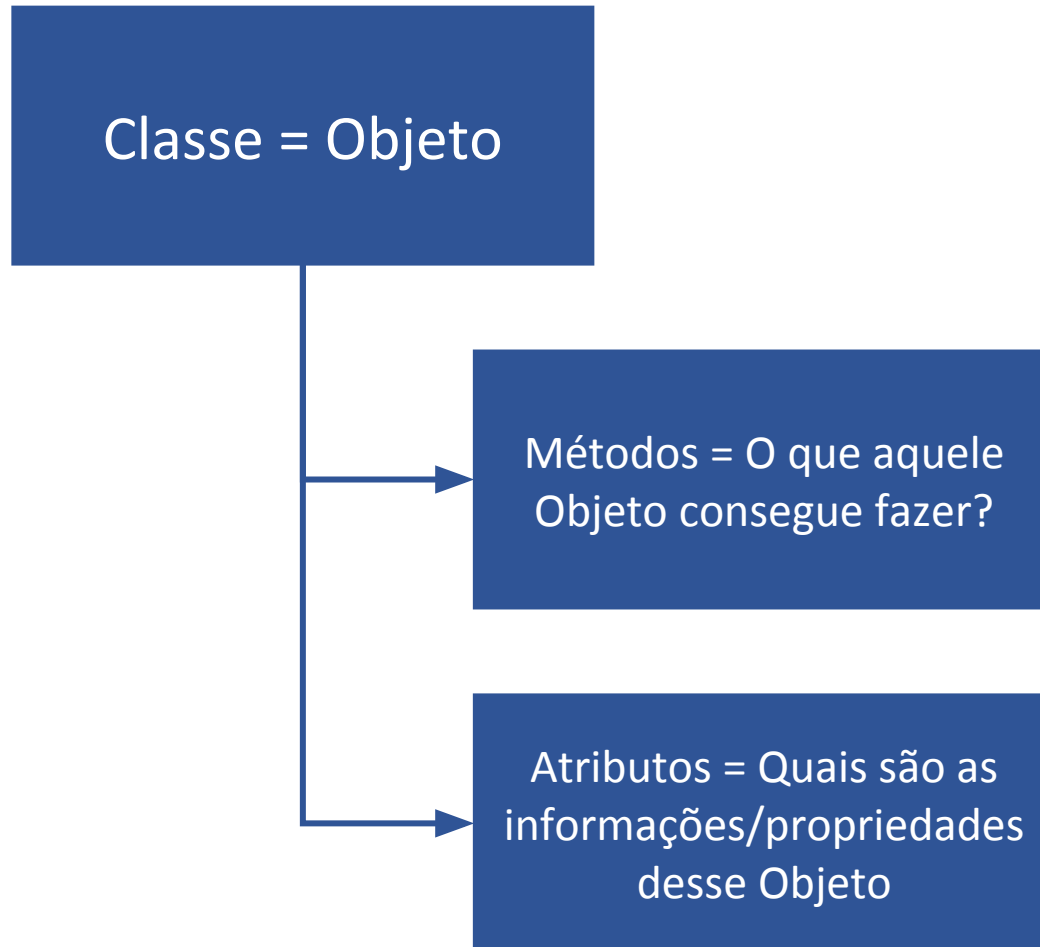 Classe = Objeto
Métodos = O que aquele
Objeto consegue fazer?
Atributos = Quais são as
informações/propriedades
desse Objeto